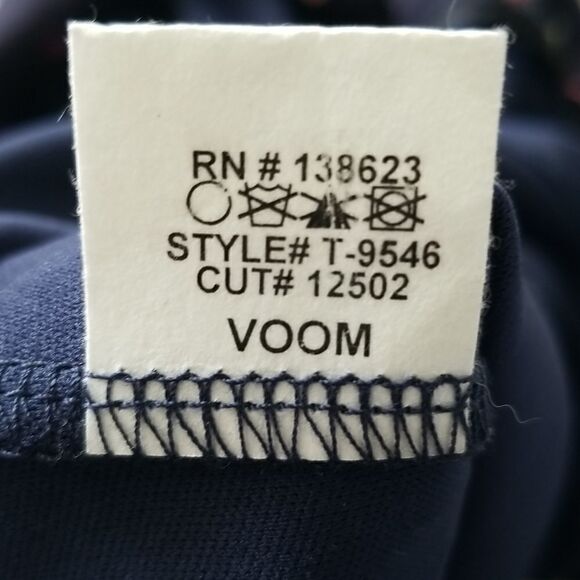 RN # 138623
STYLE# T-9546
CUT# 12502
VOOM